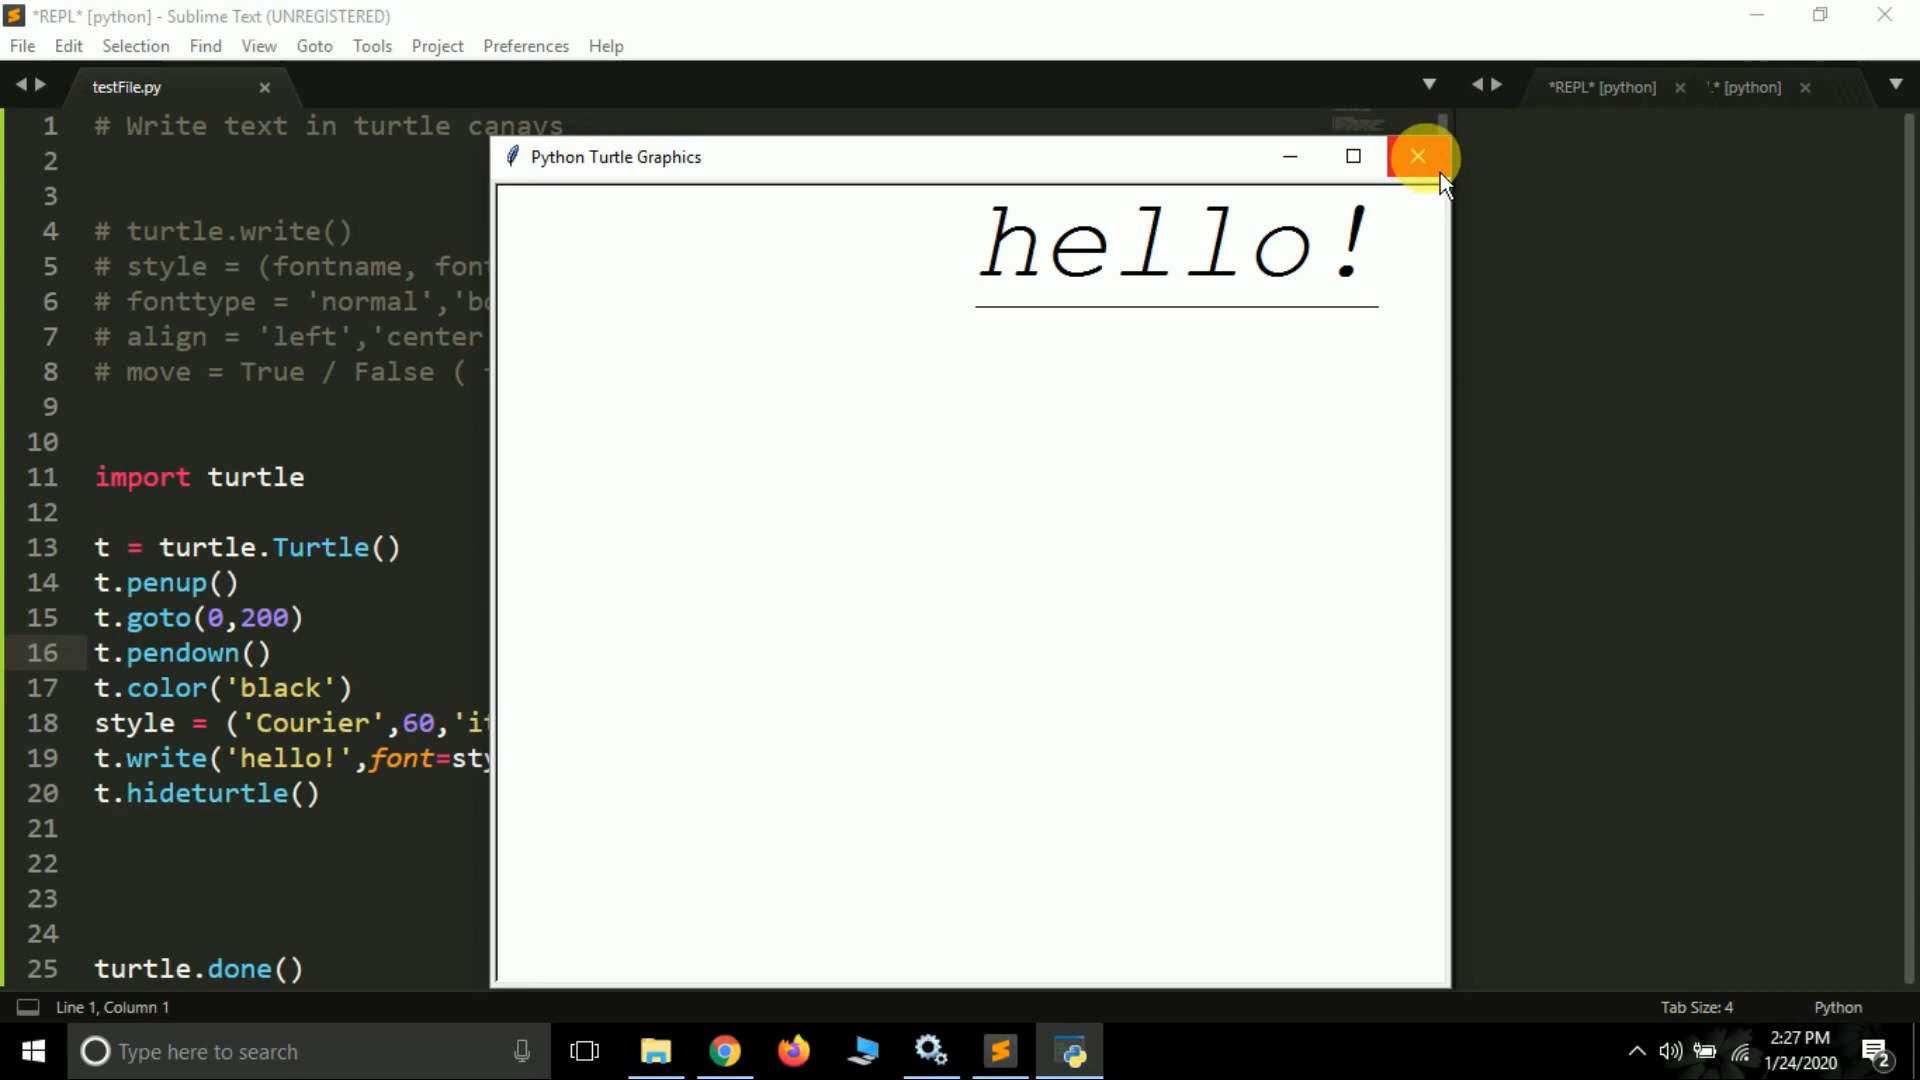 *REPL* [python] - Sublime Text (UNREGISTERED)
File Edit Selection Find View Goto Tools Project Preferences Help
testFile.py
*REPL* [python]
.* [python]
1 # Write text in turtle canavs
2
3
4 # turtle.write()
5 # style = (fontname,
6 # fonttype = 'normal',
7 # align = 'left','center
8 # move = True / False (
9
10
11 import turtle
12
13 t = turtle.Turtle()
14 t.penup()
15 t.goto(0,200)
16 t.pendown()
17 t.color('black')
18 style = ('Courier',60,
19 t.write('hello!',font=
20 t.hideturtle()
21
22
23
24
25 turtle.done()
Python Turtle Graphics
hello!
Line 1, Column 1
Tab Size: 4
Python
Type here to search
2:27 PM
1/24/2020
2